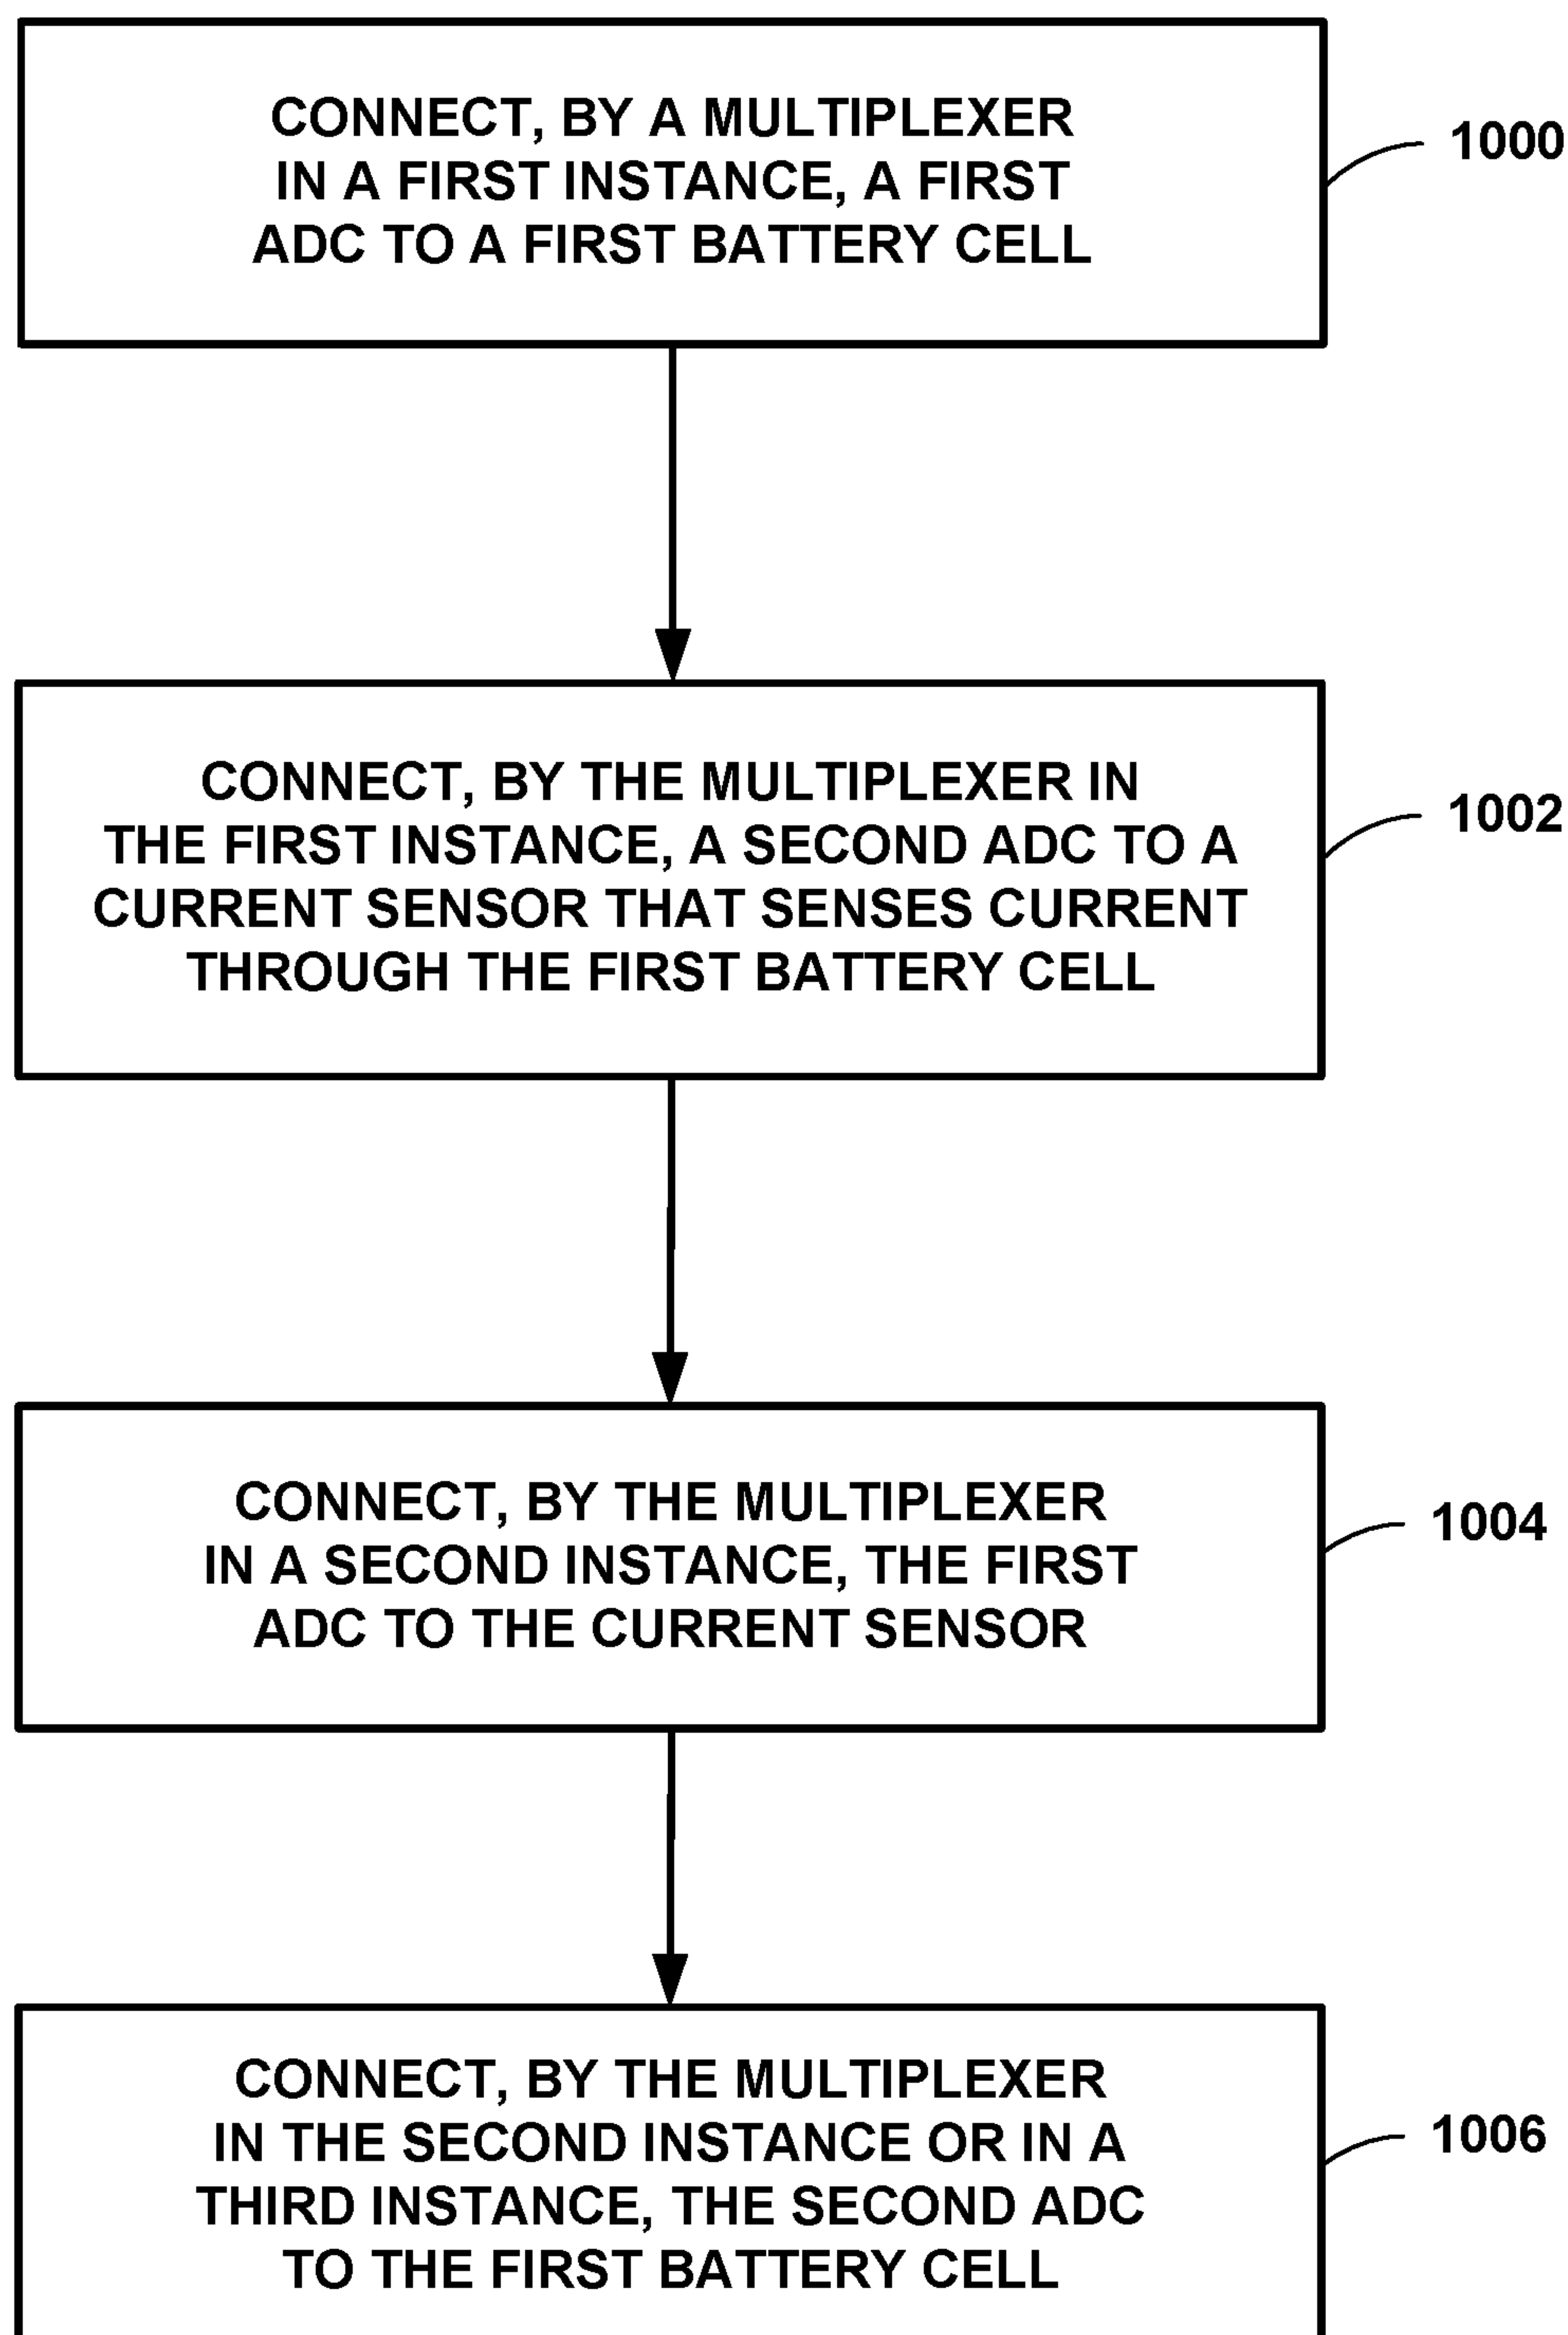 CONNECT, BY A MULTIPLEXER
IN A FIRST INSTANCE, A FIRST
ADC TO A FIRST BATTERY CELL
1000
CONNECT, BY THE MULTIPLEXER IN
THE FIRST INSTANCE, A SECOND ADC TO A
CURRENT SENSOR THAT SENSES CURRENT
THROUGH THE FIRST BATTERY CELL
1002
CONNECT, BY THE MULTIPLEXER
IN A SECOND INSTANCE, THE FIRST
ADC TO THE CURRENT SENSOR
1004
CONNECT, BY THE MULTIPLEXER
IN THE SECOND INSTANCE OR IN A
THIRD INSTANCE, THE SECOND ADC
TO THE FIRST BATTERY CELL
1006